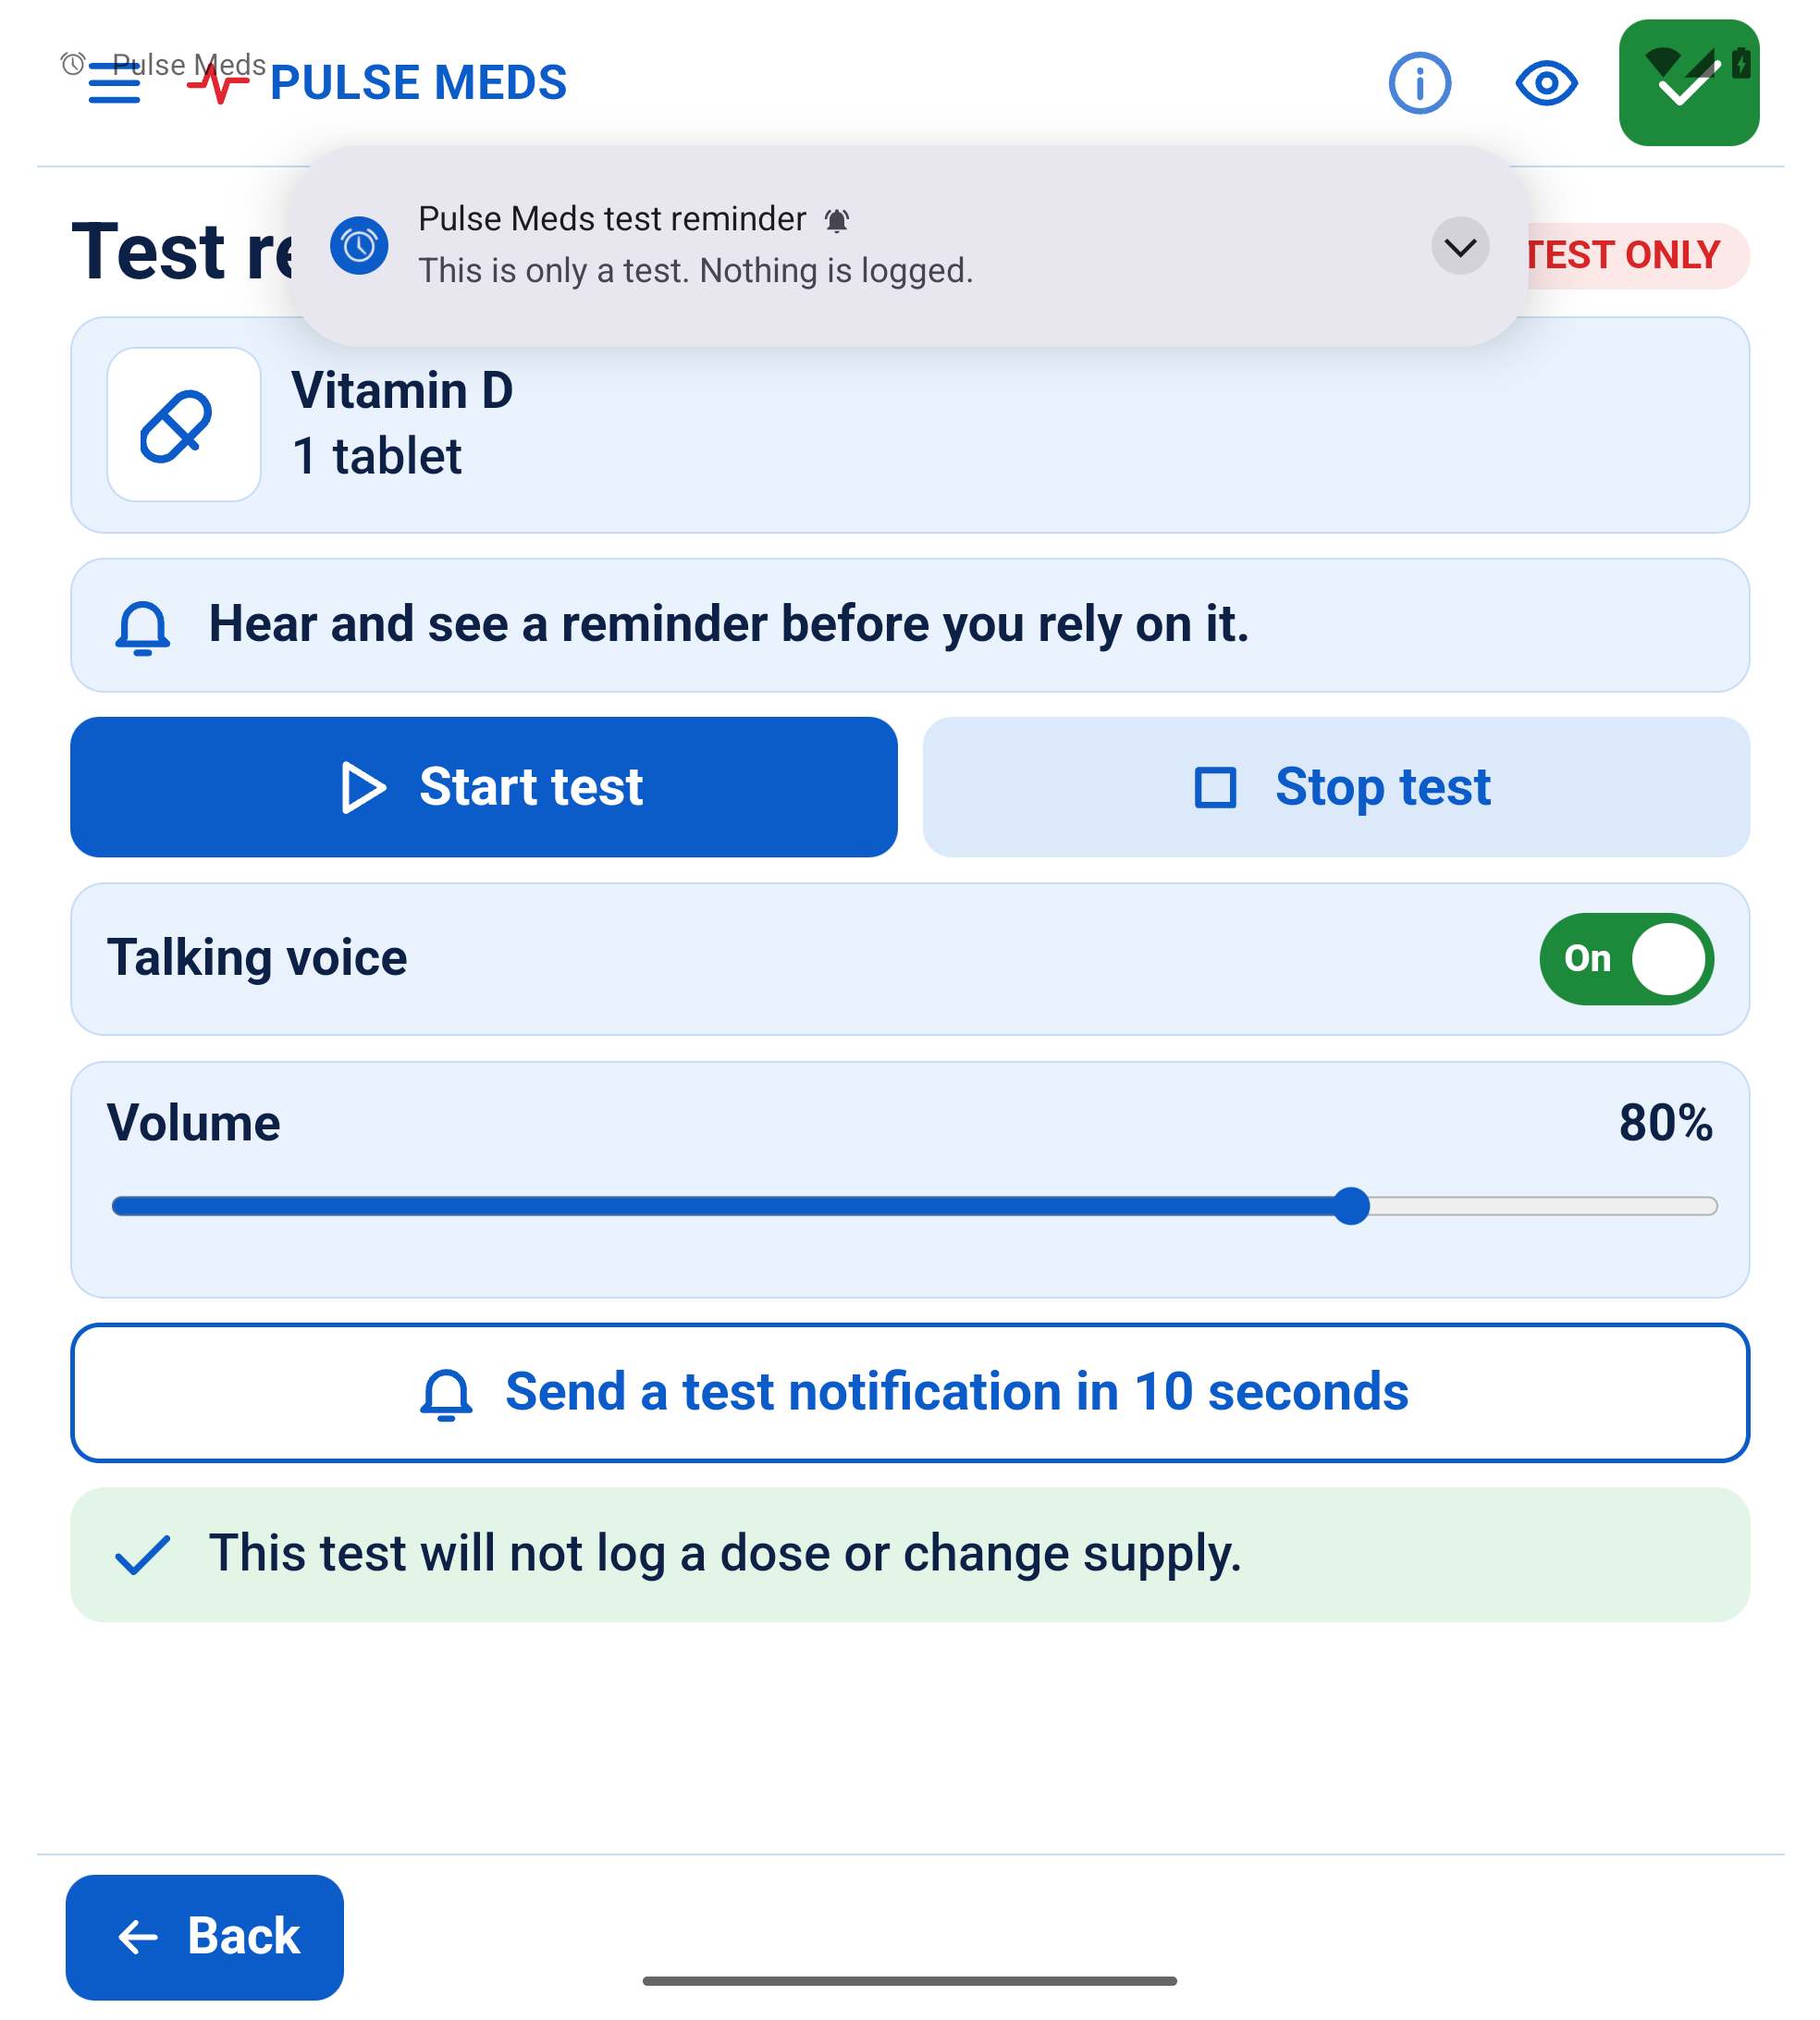 Pulse Meds
PULSE MEDS
Pulse Meds test reminder
This is only a test. Nothing is logged.
Test
TEST ONLY
Vitamin D
1 tablet
Hear and see a reminder before you rely on it.
Start test
Stop test
Talking voice
On
Volume
80%
Send a test notification in 10 seconds
This test will not log a dose or change supply.
Back